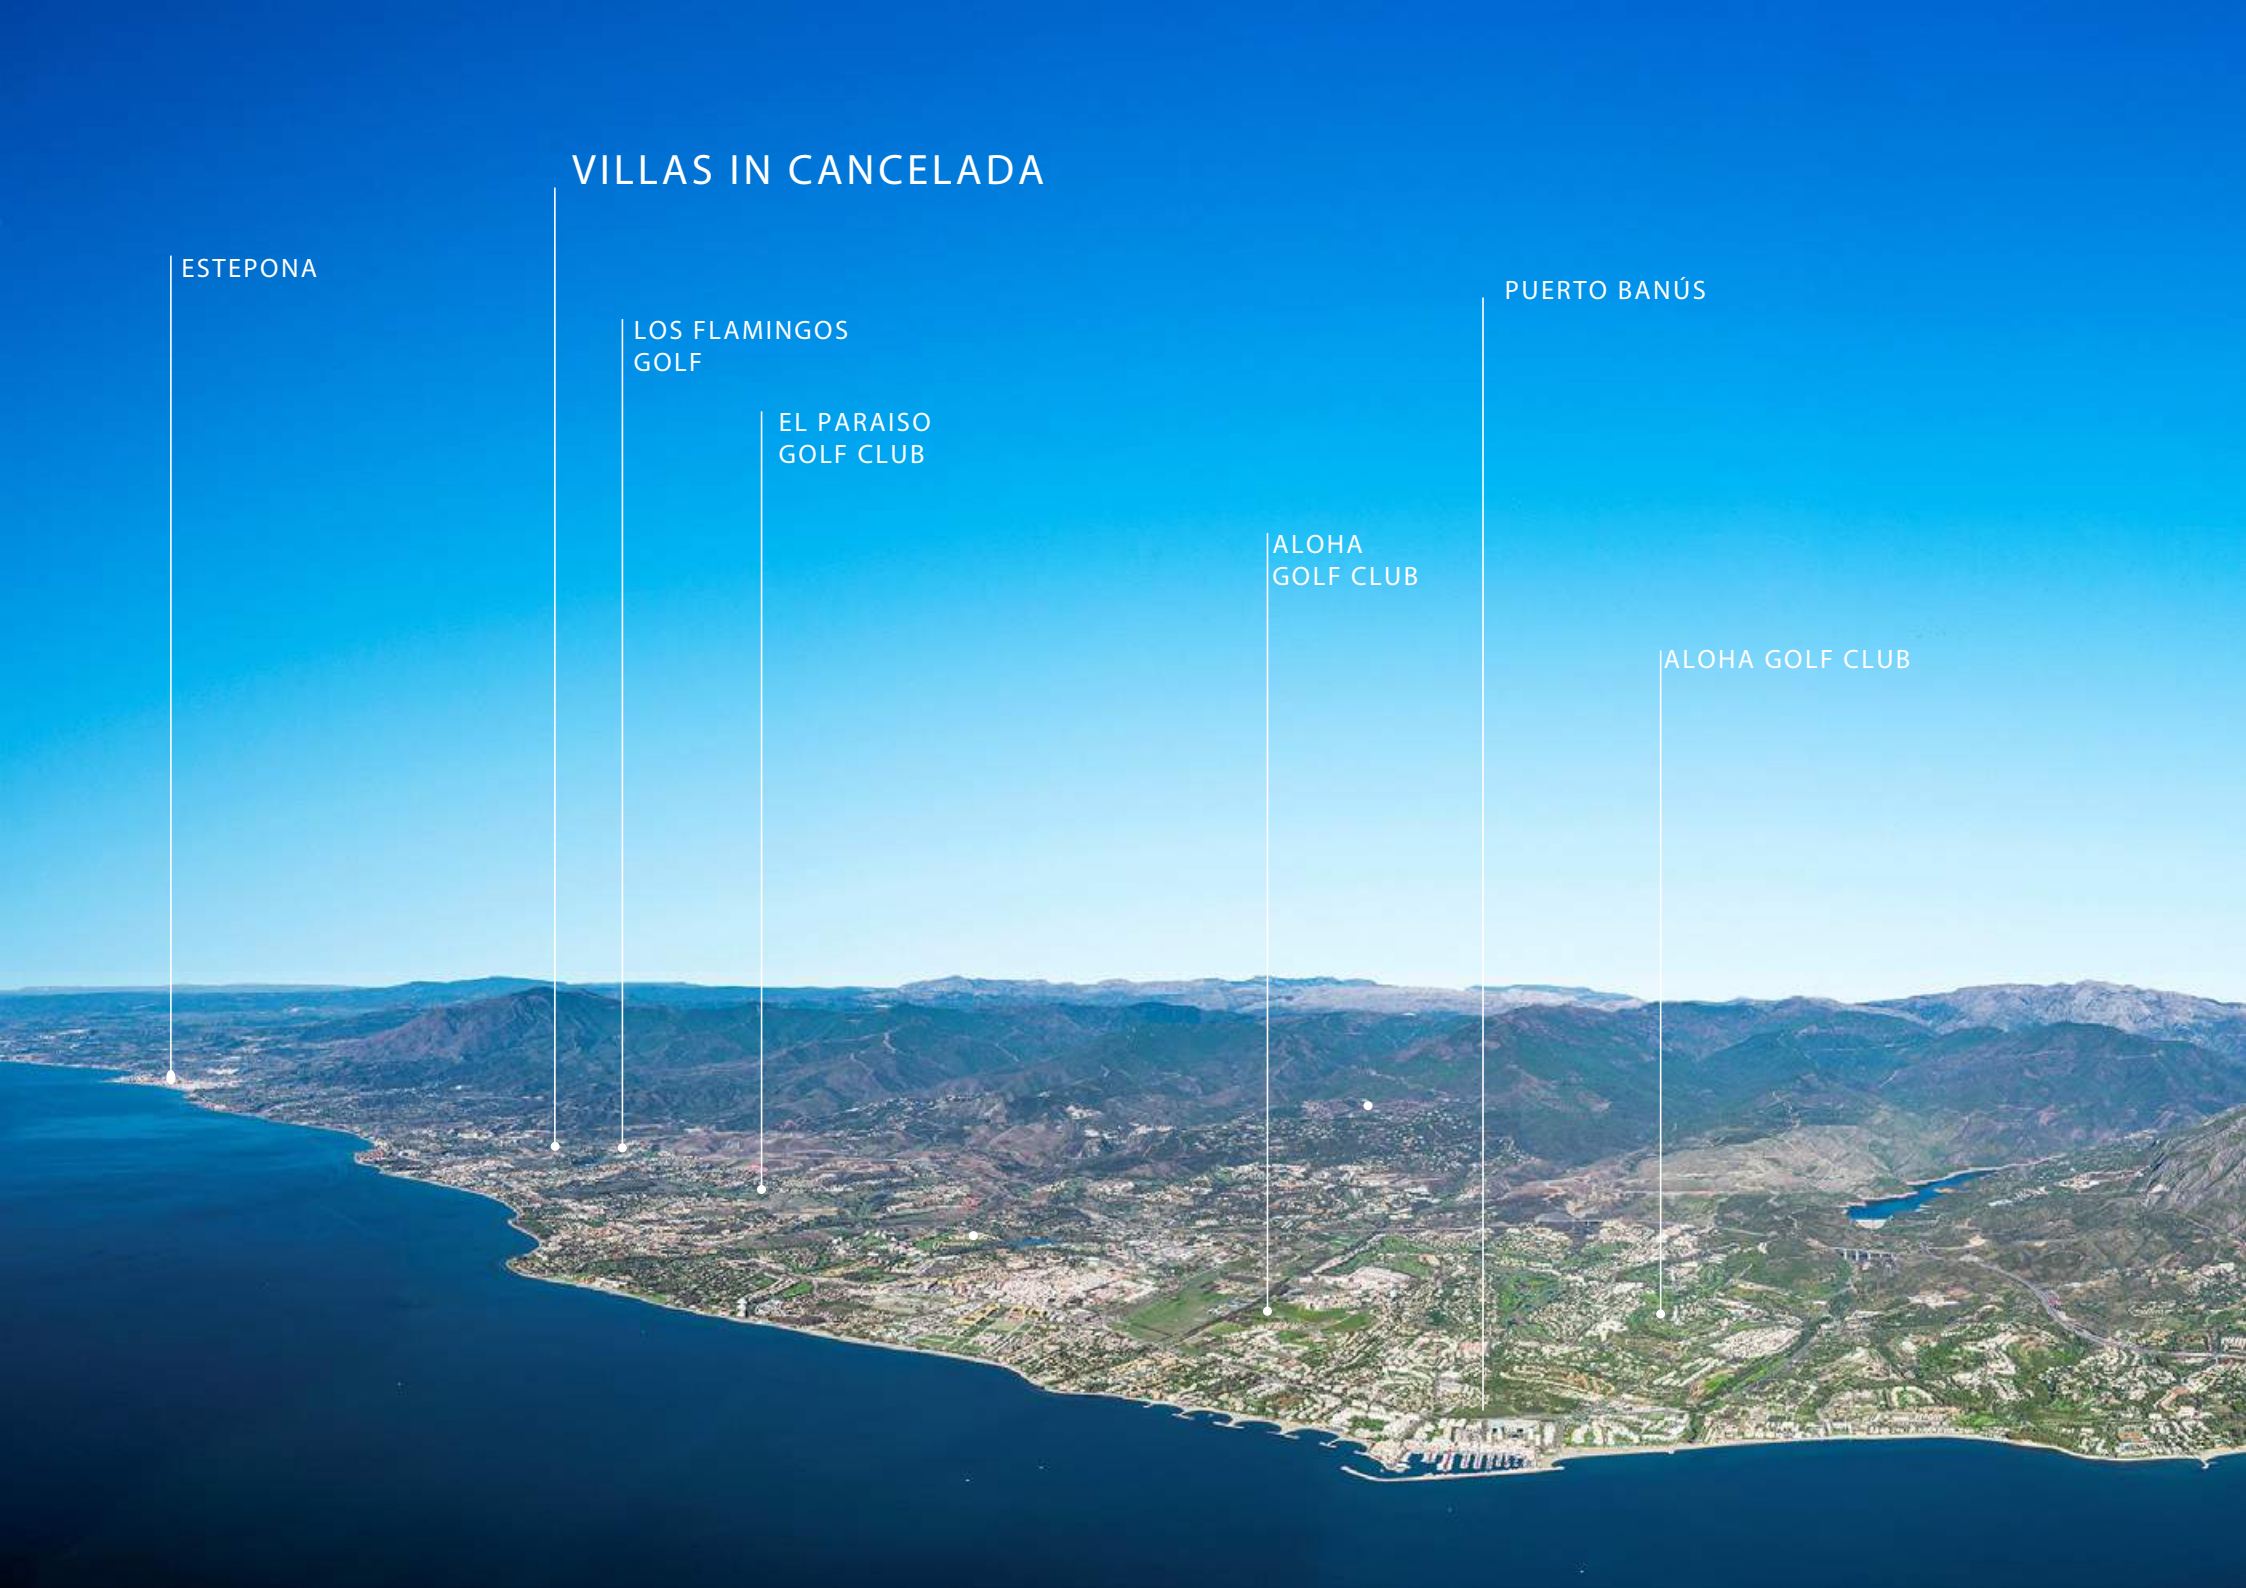 VILLAS IN CANCELADA
ESTEPONA
PUERTO BANÚS
LOS FLAMINGOS
GOLF
EL PARAISO
GOLF CLUB
ALOHA
GOLF CLUB
ALOHA GOLF CLUB